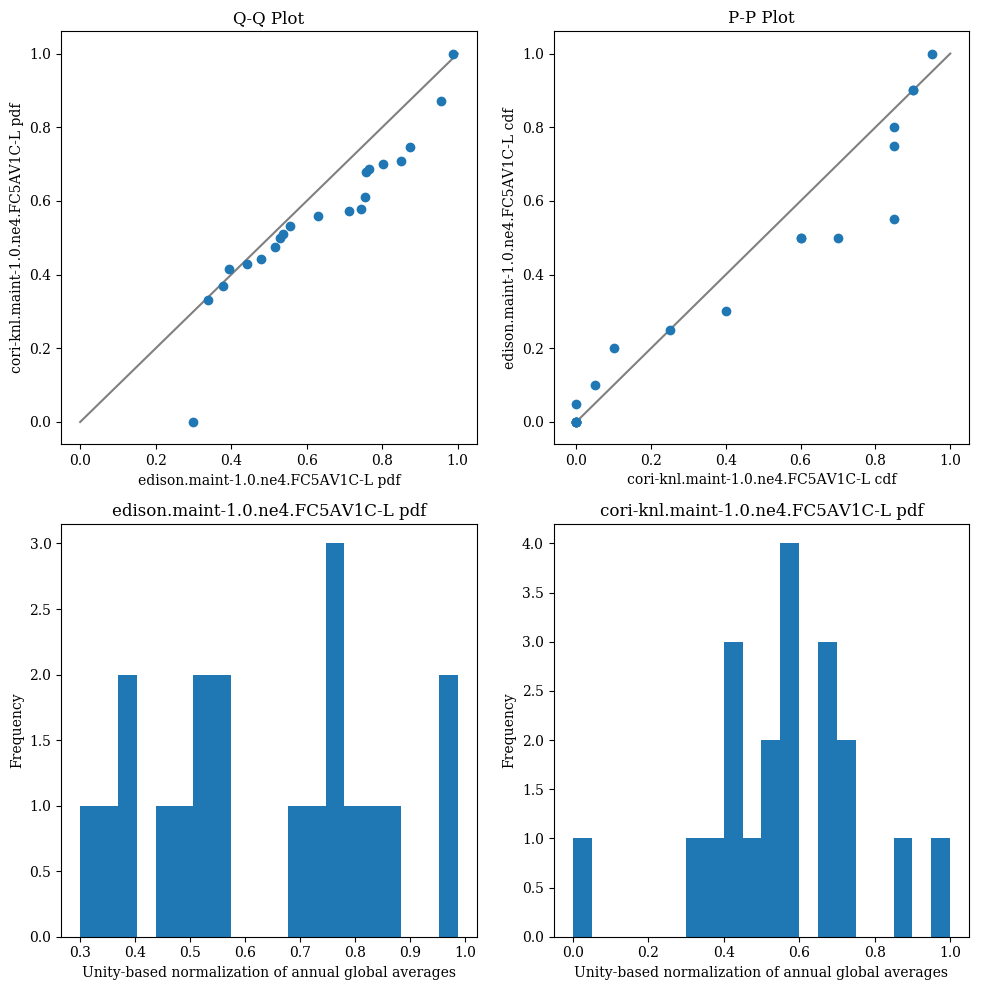 Q-Q Plot
cori-knl.maint-1.0.ne4.FC5AV1C-L pdf
1.0
0.8
0.6
0.4
0.2
0.0
0.0 0.2 0.4 0.6 0.8 1.0
edison.maint-1.0.ne4.FC5AV1C-L pdf
P-P Plot
edison.maint-1.0.ne4.FC5AV1C-L cdf
1.0
0.8
0.6
0.4
0.2
0.0
0.0 0.2 0.4 0.6 0.8 1.0
cori-knl.maint-1.0.ne4.FC5AV1C-L cdf
edison.maint-1.0.ne4.FC5AV1C-L pdf
Frequency
3.0
2.5
2.0
1.5
1.0
0.5
0.0
0.3 0.4 0.5 0.6 0.7 0.8 0.9 1.0
Unity-based normalization of annual global averages
cori-knl.maint-1.0.ne4.FC5AV1C-L pdf
Frequency
4.0
3.5
3.0
2.5
2.0
1.5
1.0
0.5
0.0
0.0 0.2 0.4 0.6 0.8 1.0
Unity-based normalization of annual global averages